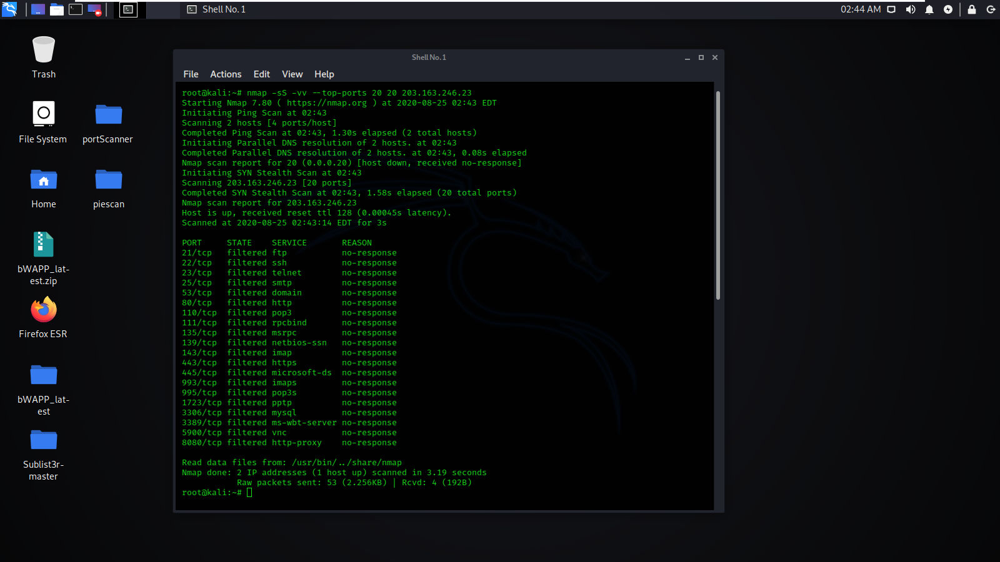 Shell No. 1
02:44 AM
Trash
File System
portScanner
Home
piescan
bWAPP_lat-
est.zip
Firefox ESR
bWAPP_lat-
est
Sublist3r-
master
Shell No. 1
File Actions Edit View Help
root@kali:~# nmap -sS -vv --top-ports 20 20 203.163.246.23
Starting Nmap 7.80 ( https://nmap.org ) at 2020-08-25 02:43 EDT
Initiating Ping Scan at 02:43
Scanning 2 hosts [4 ports/host]
Completed Ping Scan at 02:43, 1.30s elapsed (2 total hosts)
Initiating Parallel DNS resolution of 2 hosts. at 02:43
Completed Parallel DNS resolution of 2 hosts. at 02:43, 0.08s elapsed
Nmap scan report for 20 (0.0.0.20) [host down, received no-response]
Initiating SYN Stealth Scan at 02:43
Scanning 203.163.246.23 [20 ports]
Completed SYN Stealth Scan at 02:43, 1.58s elapsed (20 total ports)
Nmap scan report for 203.163.246.23
Host is up, received reset ttl 128 (0.00045s latency).
Scanned at 2020-08-25 02:43:14 EDT for 3s
PORT STATE SERVICE REASON
21/tcp filtered ftp no-response
22/tcp filtered ssh no-response
23/tcp filtered telnet no-response
25/tcp filtered smtp no-response
53/tcp filtered domain no-response
80/tcp filtered http no-response
110/tcp filtered pop3 no-response
111/tcp filtered rpcbind no-response
135/tcp filtered msrpc no-response
139/tcp filtered netbios-ssn no-response
143/tcp filtered imap no-response
443/tcp filtered https no-response
445/tcp filtered microsoft-ds no-response
993/tcp filtered imaps no-response
995/tcp filtered pop3s no-response
1723/tcp filtered pptp no-response
3306/tcp filtered mysql no-response
3389/tcp filtered ms-wbt-server no-response
5900/tcp filtered vnc no-response
8080/tcp filtered http-proxy no-response
Read data files from: /usr/bin/../share/nmap
Nmap done: 2 IP addresses (1 host up) scanned in 3.19 seconds
Raw packets sent: 53 (2.256KB) | Rcvd: 4 (192B)
root@kali:~#